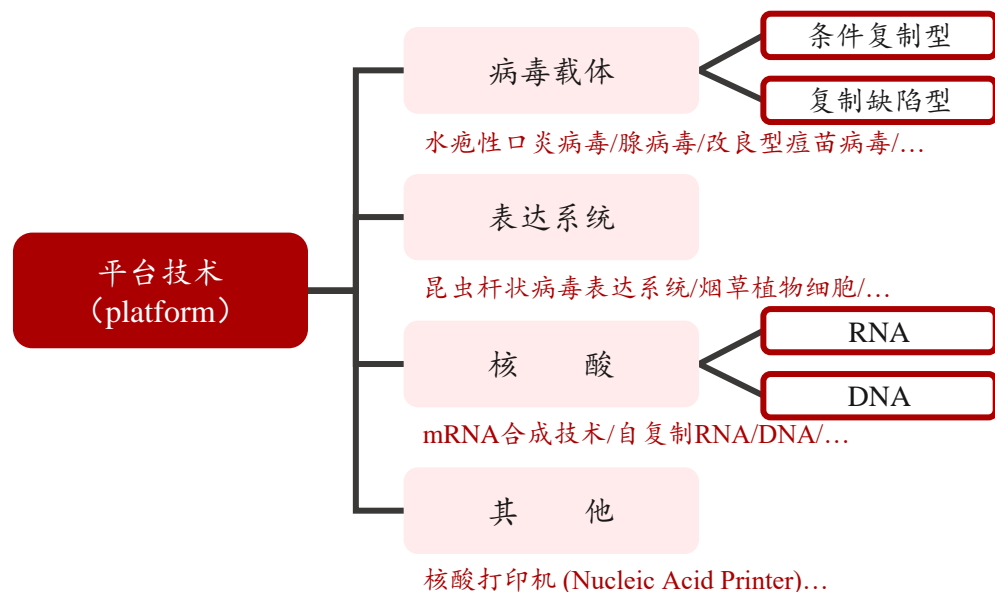 平台技术
（platform）
病毒载体
条件复制型
复制缺陷型
水疱性口炎病毒/腺病毒/改良型痘苗病毒/…
表达系统
昆虫杆状病毒表达系统/烟草植物细胞/…
核 酸
RNA
DNA
mRNA合成技术/自复制RNA/DNA/…
其 他
核酸打印机 (Nucleic Acid Printer)…